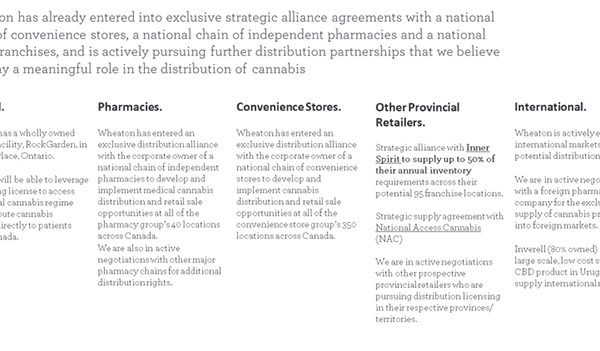 on has already entered into exclusive strategic alliance agreements with a national
of convenience stores, a national chain of independent pharmacies and a national
ranchises, and is actively pursuing further distribution partnerships that we believe
y a meaningful role in the distribution of cannabis
l.
has a wholly owned
cility, RockGarden, in
Place, Ontario.
will be able to leverage
ng license to access
al cannabis regime
ute cannabis
irectly to patients
nada.
Pharmacies.
Wheaton has entered an
exclusive distribution alliance
with the corporate owner of a
national chain of independent
pharmacies to develop and
implement medical cannabis
distribution and retail sale
opportunities at all of the
pharmacy group's 40 locations
across Canada.
We are also in active
negotiations with other major
pharmacy chains for additional
distribution rights.
Convenience Stores.
Wheaton has entered an
exclusive distribution alliance
with the corporate owner of a
national chain of convenience
stores to develop and
implement cannabis
distribution and retail sale
opportunities at all of the
convenience store group's 350
locations across Canada.
Other Provincial
Retailers.
Strategic alliance with Inner
Spirit to supply up to 50% of
their annual inventory
requirements across their
potential 95 franchise locations.
Strategic supply agreement with
National Access Cannabis
(NAC)
We are in active negotiations
with other prospective
provincial retailers who are
pursuing distribution licensing
in their respective provinces/
territories.
International.
Wheaton is actively e
international markets
potential distribution
We are in active nego
with a foreign pharma
company for the exclu
supply of cannabis pr
into foreign markets.
Inverell (80% owned)
large scale, low cost s
CBD product in Urug
supply international r